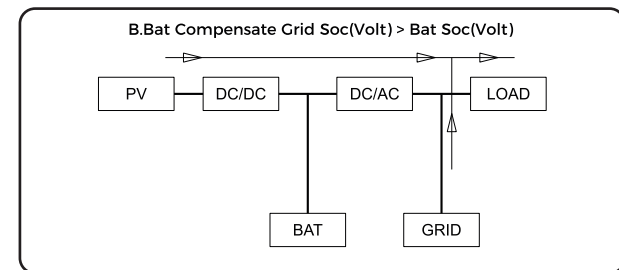 B.Bat Compensate Grid Soc(Volt) > Bat Soc(Volt)
PV DC/DC DC/AC LOAD
BAT GRID